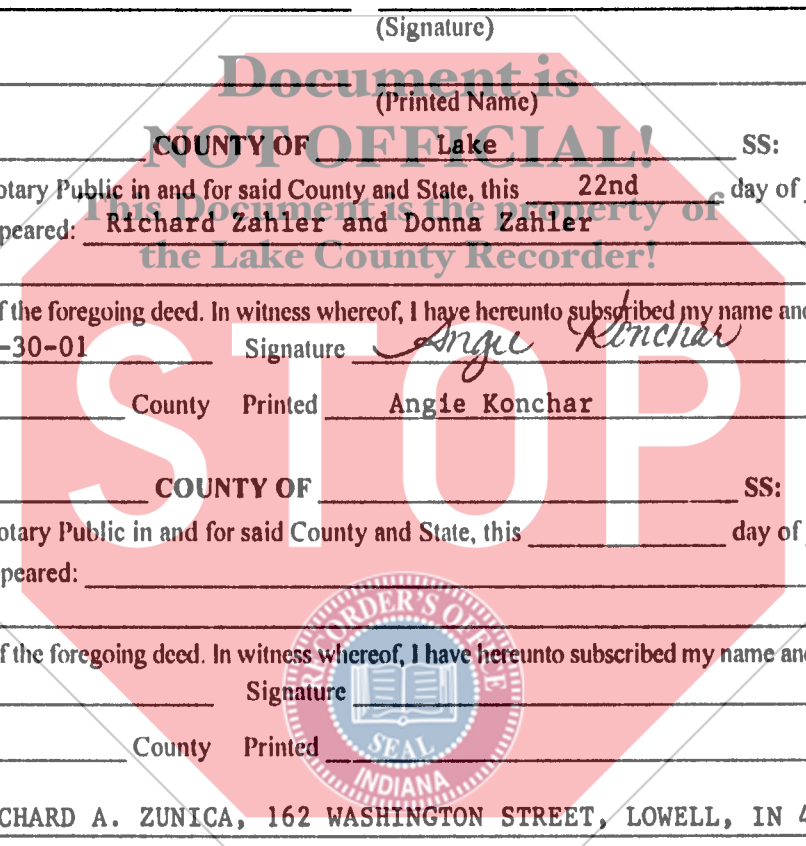 (Signature)
Document is
(Printed Name)
NOT OFFICIAL!
COUNTY OF Lake SS:
otary Public in and for said County and State, this 22nd day of
This Document is the property of
peared: Richard Zahler and Donna Zahler
the Lake County Recorder!
f the foregoing deed. In witness whereof, I have hereunto subscribed my name and
-30-01 Signature Angie Konchar
STOP
County Printed Angie Konchar
COUNTY OF SS:
otary Public in and for said County and State, this day of
peared:
RECORDER'S OFFICE
f the foregoing deed. In witness whereof, I have hereunto subscribed my name and
Signature
SEAL
County Printed
INDIANA
CHARD A. ZUNICA, 162 WASHINGTON STREET, LOWELL, IN 4